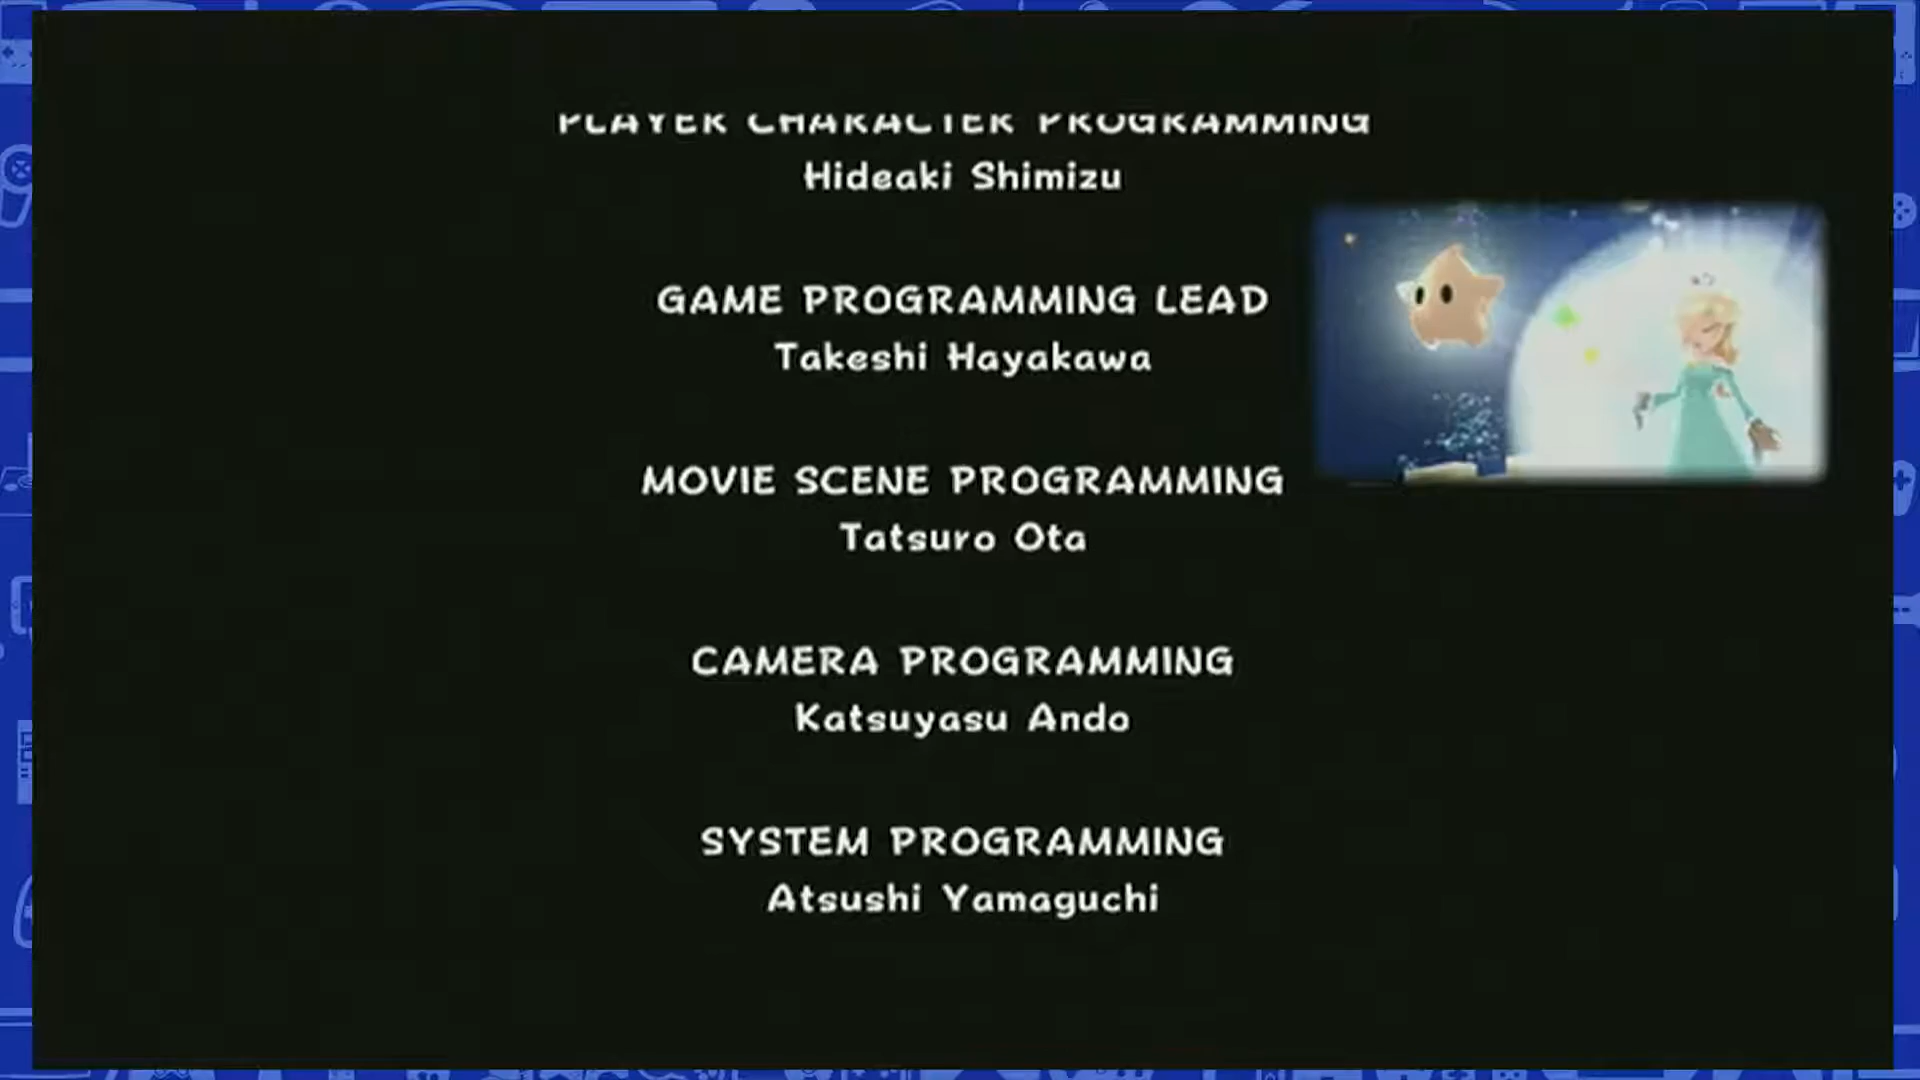 PLAYER CHARACTER PROGRAMMING
Hideaki Shimizu
GAME PROGRAMMING LEAD
Takeshi Hayakawa
MOVIE SCENE PROGRAMMING
Tatsuro Ota
CAMERA PROGRAMMING
Katsuyasu Ando
SYSTEM PROGRAMMING
Atsushi Yamaguchi